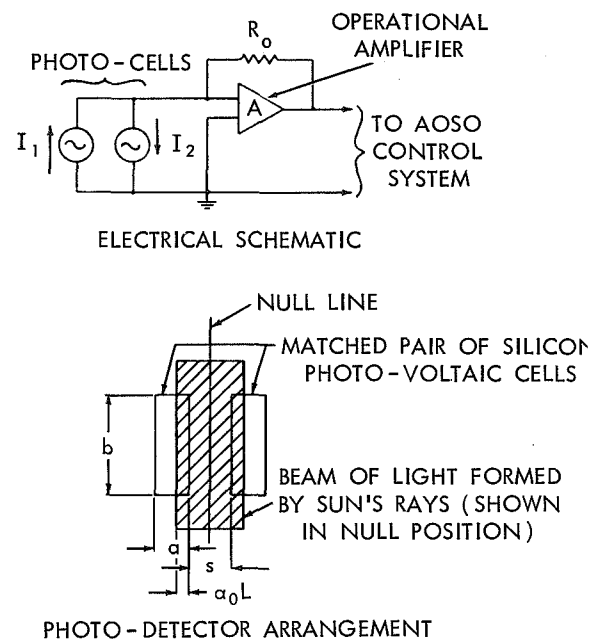 OPERATIONAL
AMPLIFIER
R₀
PHOTO-CELLS
A
I₁
I₂
TO AOSO
CONTROL
SYSTEM
ELECTRICAL SCHEMATIC
NULL LINE
MATCHED PAIR OF SILICON
PHOTO-VOLTAIC CELLS
b
BEAM OF LIGHT FORMED
BY SUN'S RAYS (SHOWN
IN NULL POSITION)
a
s
α₀L
PHOTO-DETECTOR ARRANGEMENT